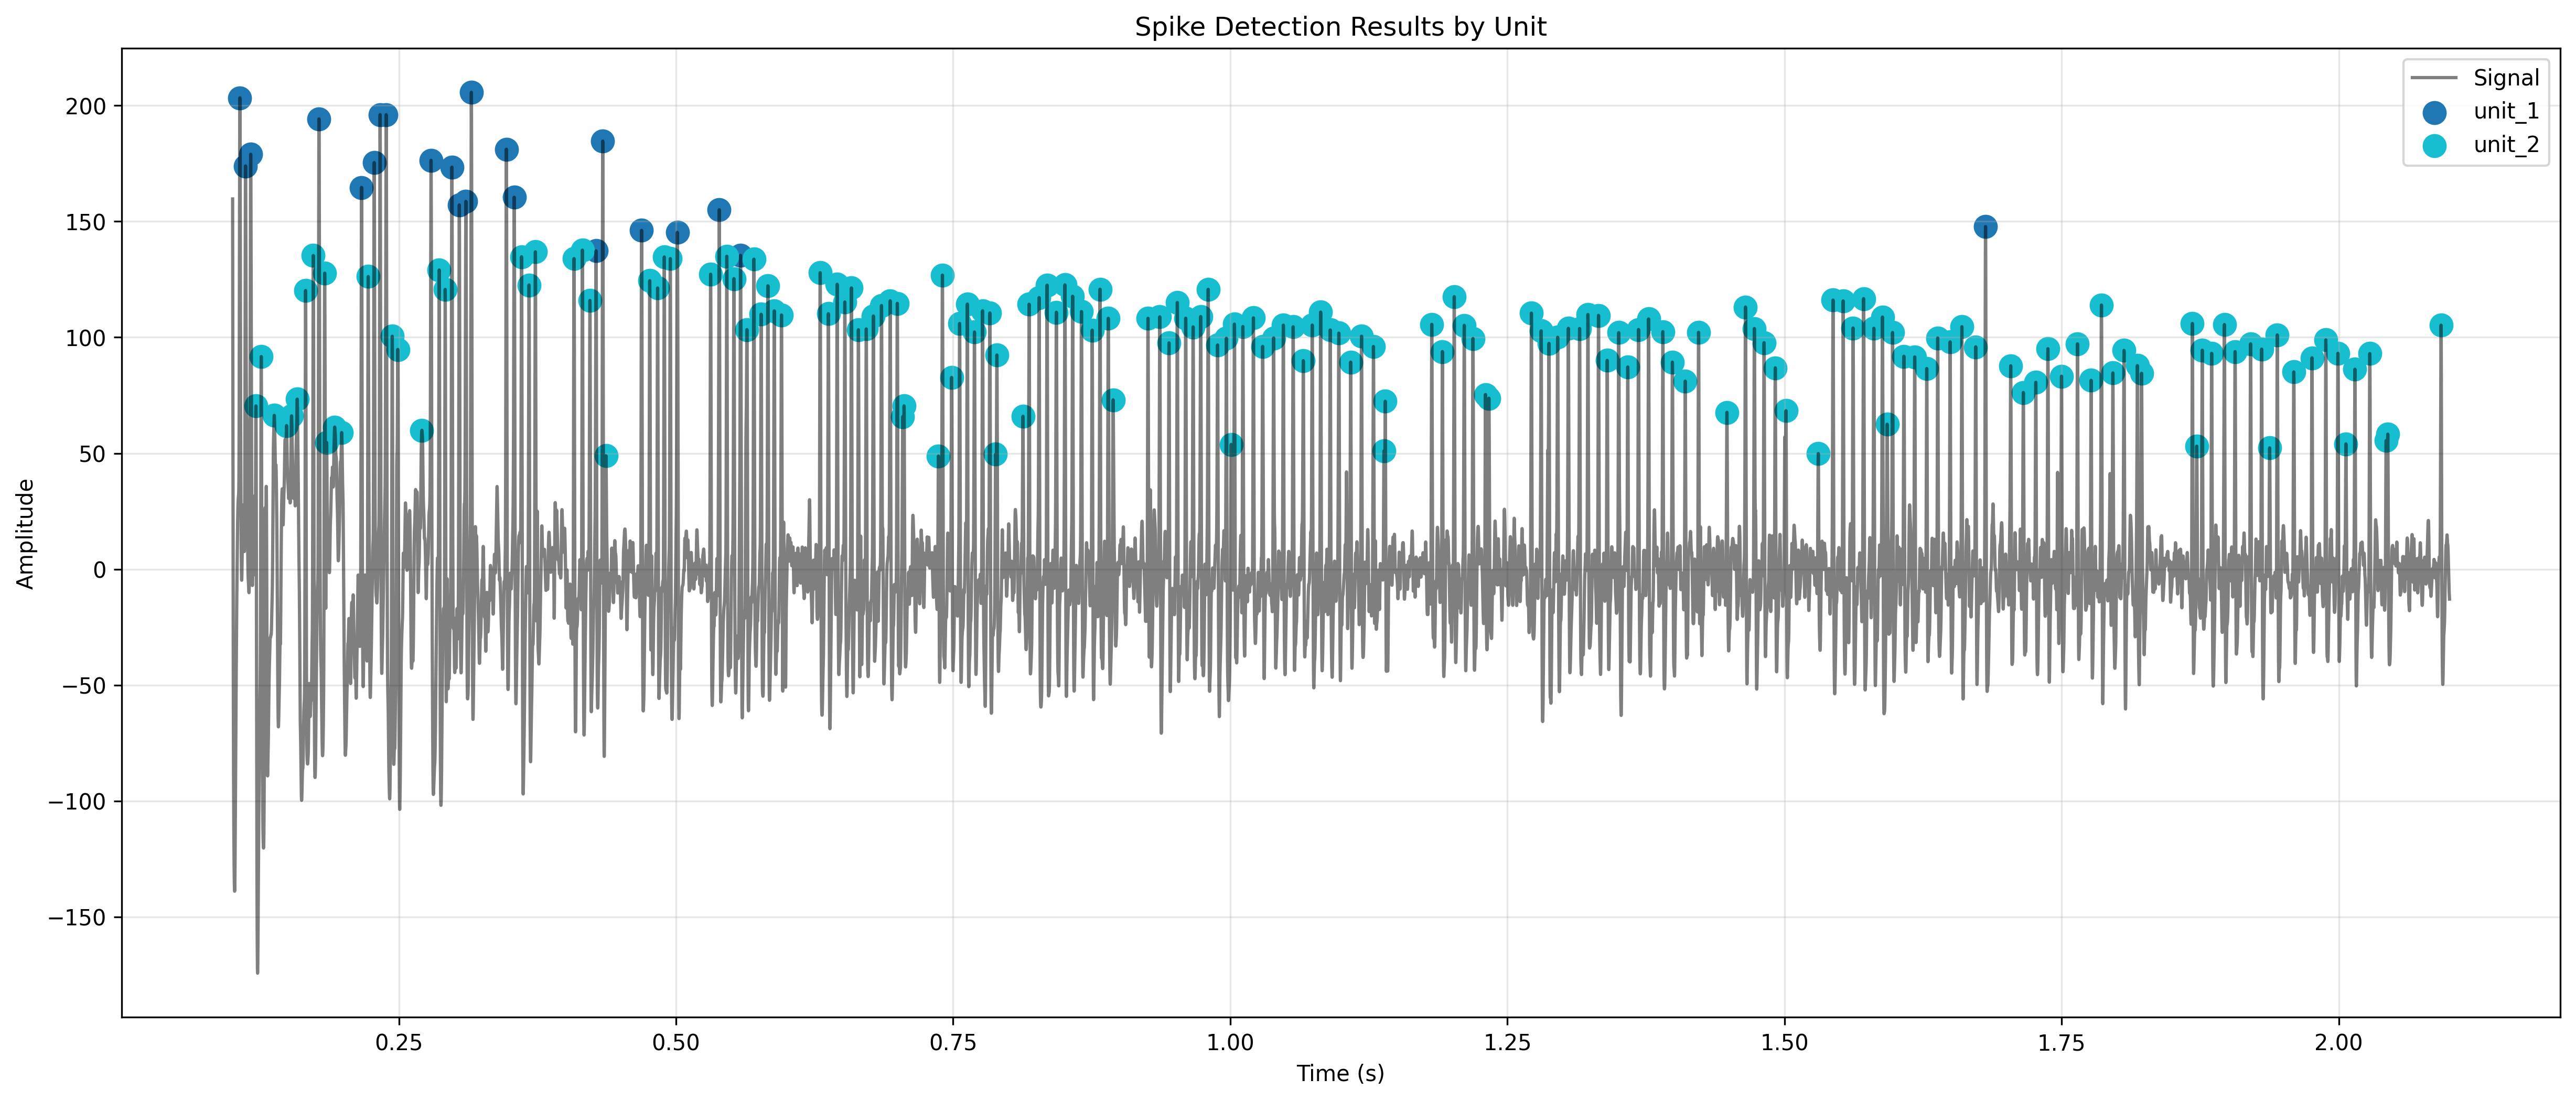 Spike Detection Results by Unit
Signal
unit_1
unit_2
Amplitude
200
150
100
50
0
−50
−100
−150
0.25 0.50 0.75 1.00 1.25 1.50 1.75 2.00
Time (s)